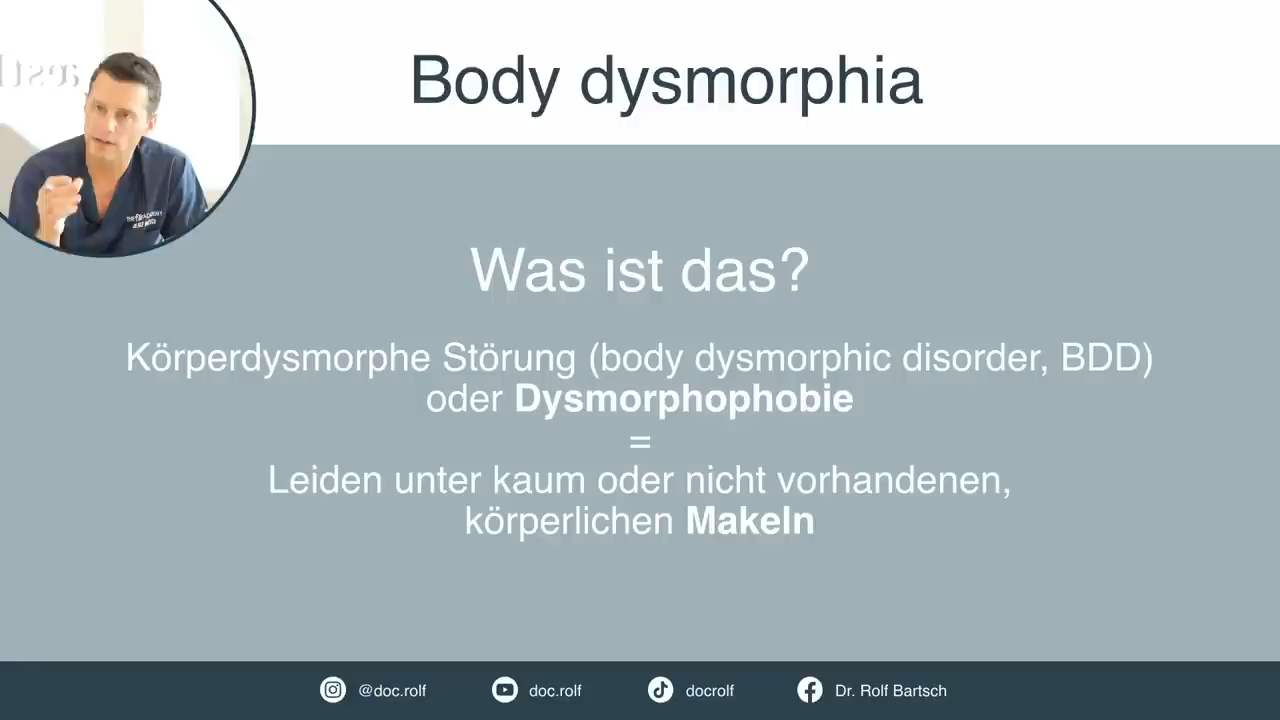 Body dysmorphia
Was ist das?
Körperdysmorphe Störung (body dysmorphic disorder, BDD)
oder Dysmorphophobie
=
Leiden unter kaum oder nicht vorhandenen,
körperlichen Makeln
@doc.rolf
doc.rolf
docrolf
Dr. Rolf Bartsch